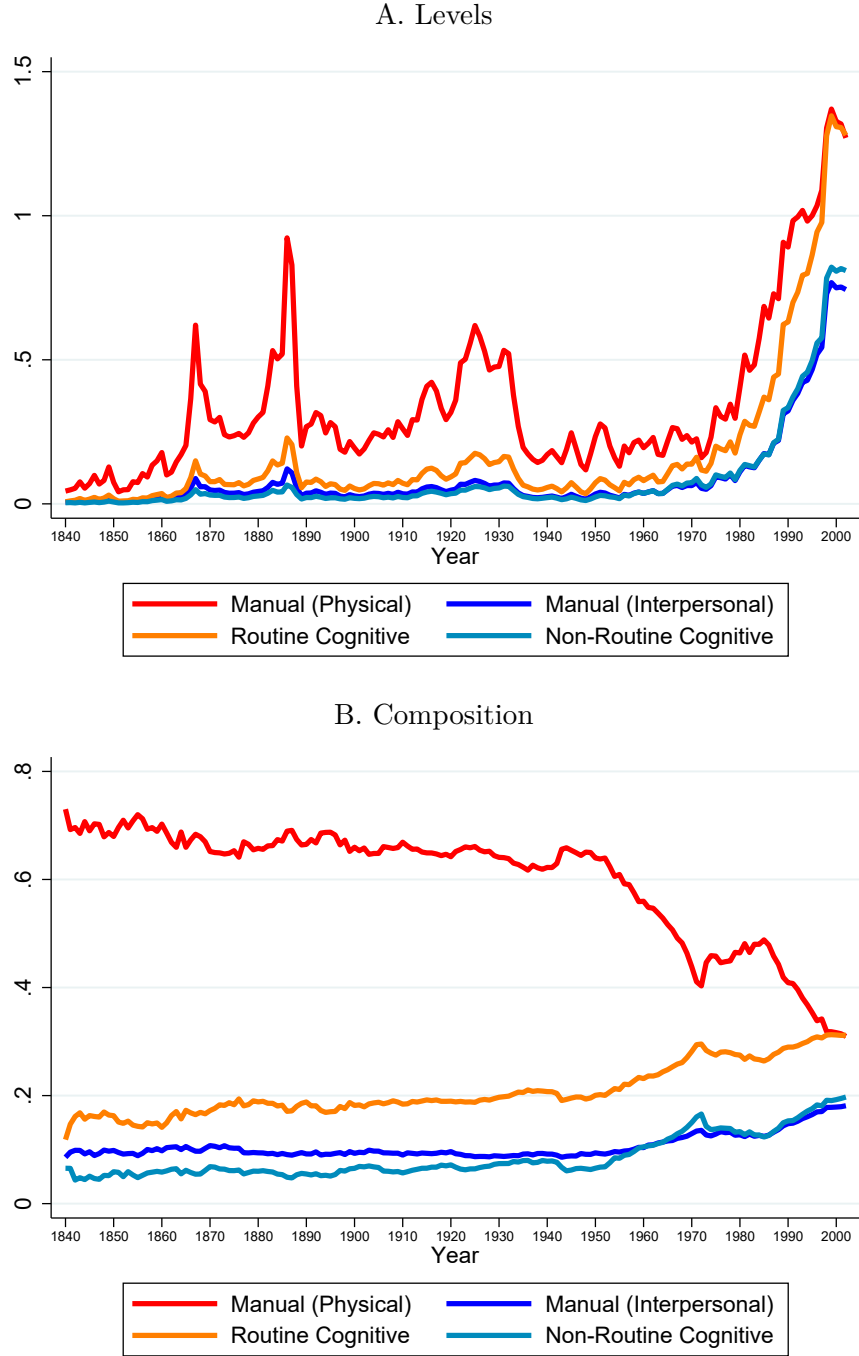 A. Levels
1.5
1
.5
0
1840 1850 1860 1870 1880 1890 1900 1910 1920 1930 1940 1950 1960 1970 1980 1990 2000
Year
Manual (Physical) Manual (Interpersonal)
Routine Cognitive Non-Routine Cognitive
B. Composition
.8
.6
.4
.2
0
1840 1850 1860 1870 1880 1890 1900 1910 1920 1930 1940 1950 1960 1970 1980 1990 2000
Year
Manual (Physical) Manual (Interpersonal)
Routine Cognitive Non-Routine Cognitive